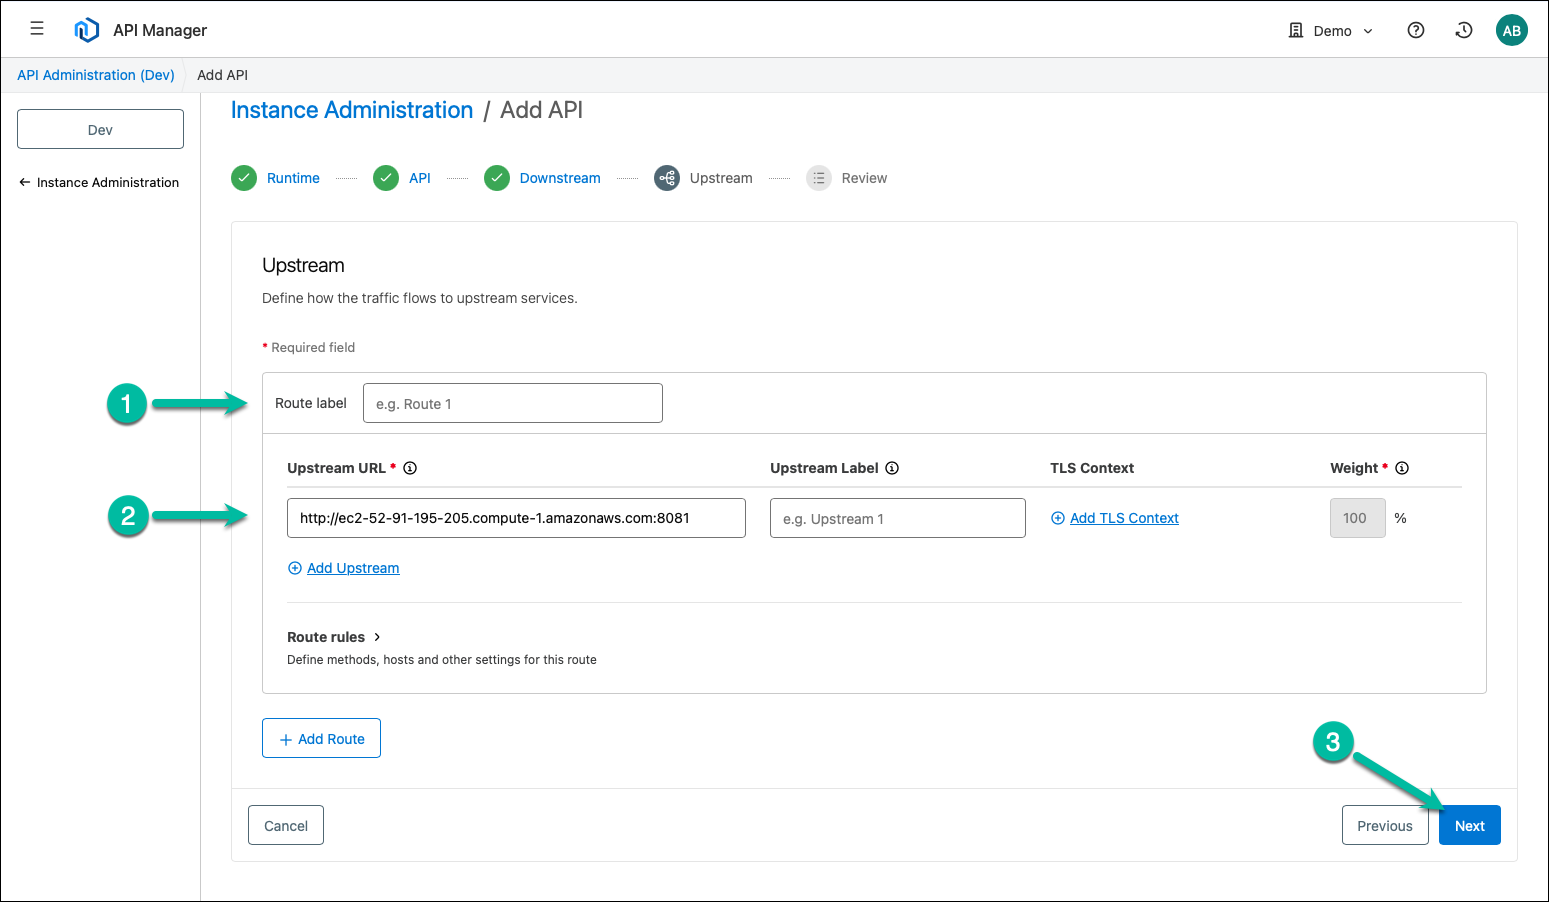 API Manager
Demo
AB
API Administration (Dev)
Add API
Dev
Instance Administration
Instance Administration / Add API
Runtime
API
Downstream
Upstream
Review
Upstream
Define how the traffic flows to upstream services.
* Required field
1
Route label
e.g. Route 1
Upstream URL *
Upstream Label
TLS Context
Weight *
2
http://ec2-52-91-195-205.compute-1.amazonaws.com:8081
e.g. Upstream 1
Add TLS Context
100
%
Add Upstream
Route rules
Define methods, hosts and other settings for this route
+ Add Route
3
Cancel
Previous
Next